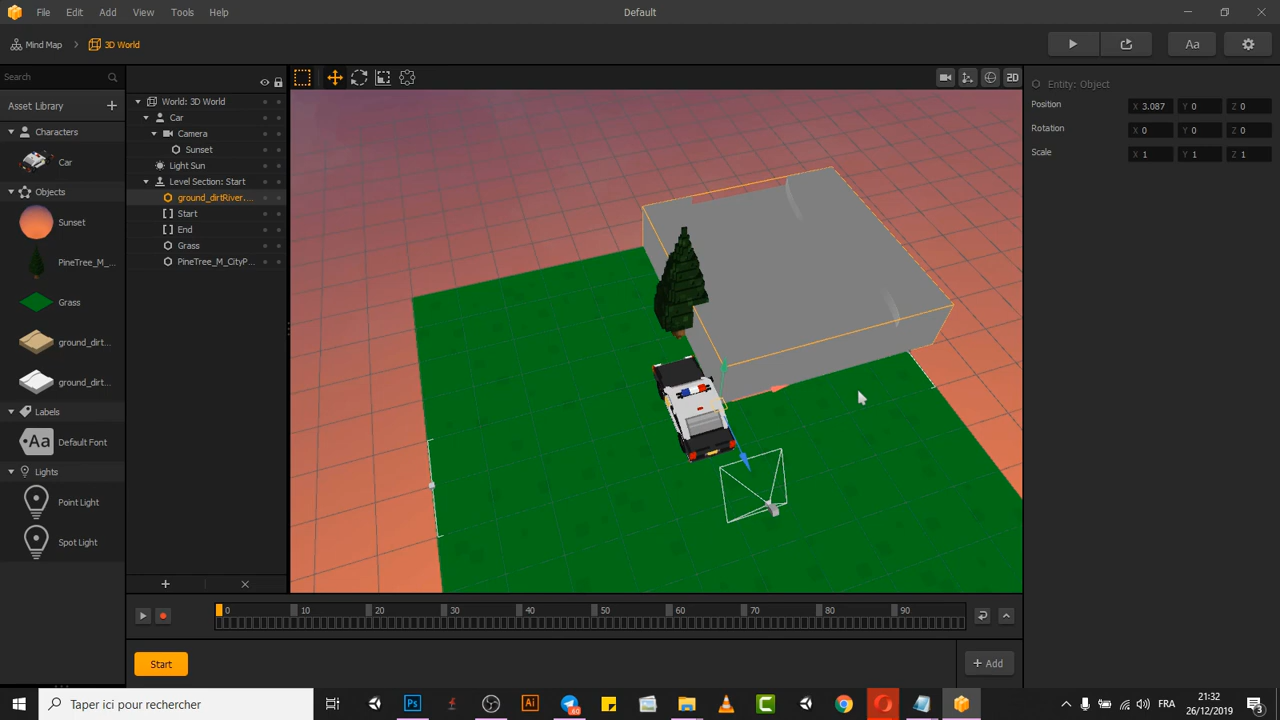 File Edit Add View Tools Help Default
Mind Map 3D World Aa
Search 2D
Entity: Object
Asset Library World: 3D World Position X 3.087 Y 0 Z 0
Car
Characters Camera Rotation X 0 Y 0 Z 0
Car Sunset Scale X 1 Y 1 Z 1
Light Sun
Objects Level Section: Start
ground_dirtRiver....
Sunset Start
End
Grass
PineTree_M_... PineTree_M_CityP...
Grass
ground_dirt...
ground_dirt...
Labels
Aa Default Font
Lights
Point Light
Spot Light
0 10 20 30 40 50 60 70 80 90
Start Add
Taper ici pour rechercher Ps Ai FRA 21:32
26/12/2019